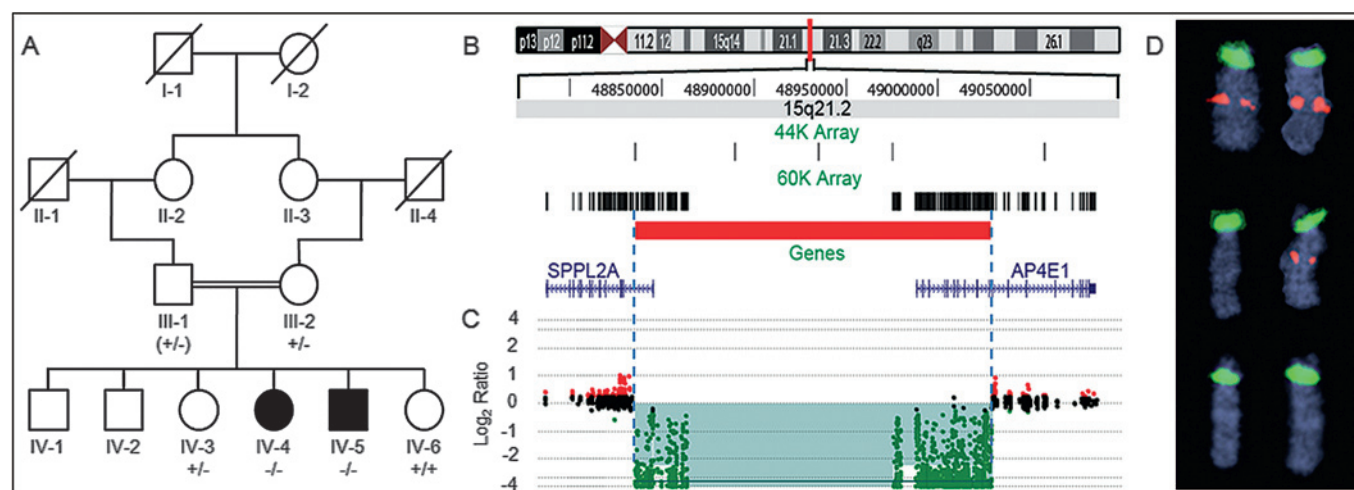 A
I-1 I-2
II-1 II-2 II-3 II-4
III-1 III-2
(+/-) +/-
IV-1 IV-2 IV-3 IV-4 IV-5 IV-6
+/- -/- -/- +/+
B
p13 p12 p11.2 11.2 12 15q14 21.1 21.3 22.2 q23 26.1
48850000 48900000 48950000 49000000 49050000
15q21.2
44K Array
60K Array
Genes
SPPL2A AP4E1
C
Log2 Ratio
4
2
1
0
-1
-2
-4
D